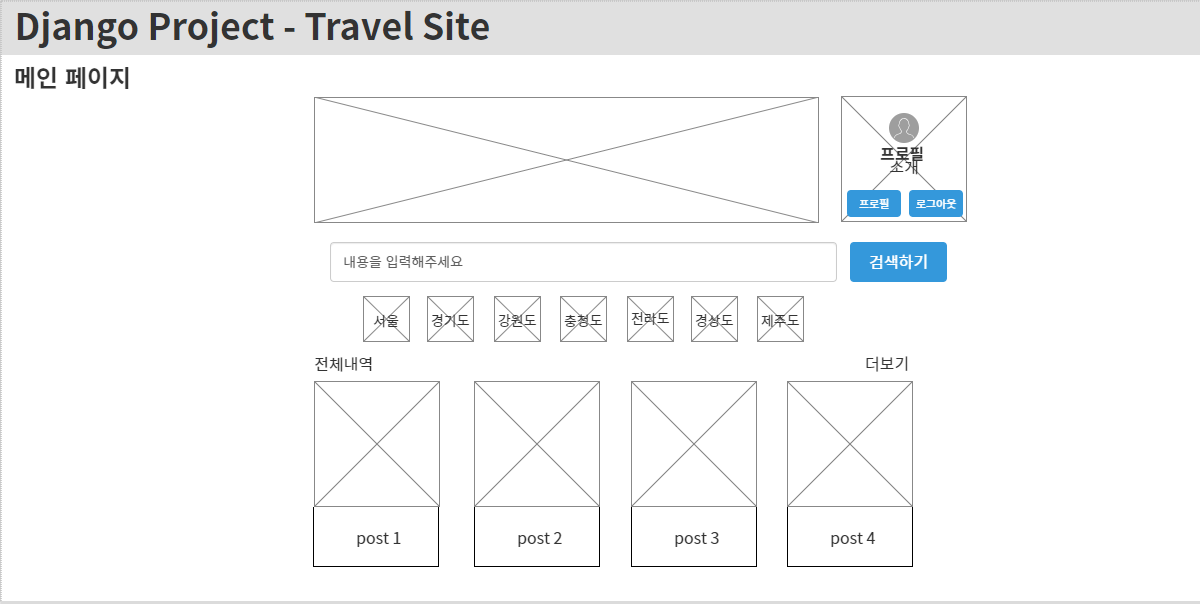 Django Project - Travel Site
메인 페이지
프로필
소개
프로필 로그아웃
내용을 입력해주세요 검색하기
서울 경기도 강원도 충청도 전라도 경상도 제주도
전체내역 더보기
post 1 post 2 post 3 post 4